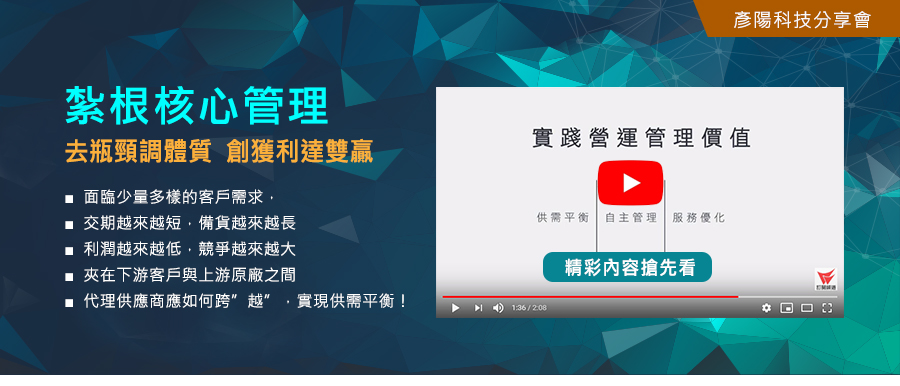 彥陽科技分享會
紮根核心管理
去瓶頸調體質 創獲利達雙贏
■ 面臨少量多樣的客戶需求，
■ 交期越來越短，備貨越來越長
■ 利潤越來越低，競爭越來越大
■ 夾在下游客戶與上游原廠之間
■ 代理供應商應如何跨”越”，實現供需平衡！
實踐營運管理價值
供需平衡 自主管理 服務優化
精彩內容搶先看
1:36 / 2:08